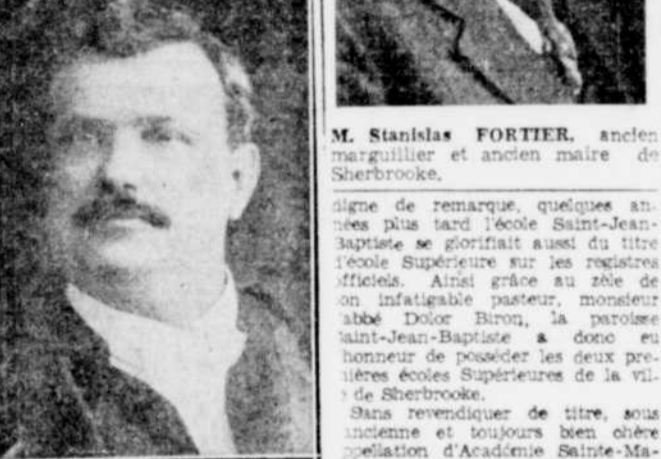 M. Stanislas FORTIER, ancien
marguillier et ancien maire de
Sherbrooke.
digne de remarque, quelques an-
nées plus tard l'école Saint-Jean-
Baptiste se glorifiait aussi du titre
d'école Supérieure sur les registres
officiels. Ainsi grâce au zèle de
on infatigable pasteur, monsieur
'abbé Dolor Biron, la paroisse
Saint-Jean-Baptiste a donc eu
'honneur de posséder les deux pre-
mières écoles Supérieures de la vil-
de Sherbrooke.
Sans revendiquer de titre, sous
ancienne et toujours bien chère
ppellation d'Académie Sainte-Ma-